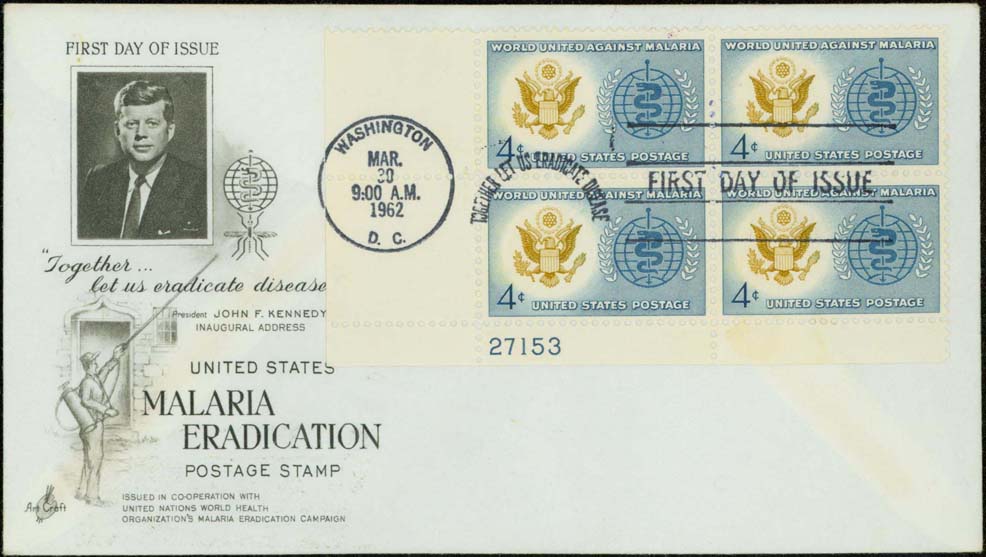 FIRST DAY OF ISSUE
"Together...
let us eradicate disease
President JOHN F. KENNEDY
INAUGURAL ADDRESS
UNITED STATES
MALARIA
ERADICATION
POSTAGE STAMP
ISSUED IN CO-OPERATION WITH
UNITED NATIONS WORLD HEALTH
ORGANIZATION'S MALARIA ERADICATION CAMPAIGN
Art Craft
WASHINGTON
MAR.
30
9:00 A.M.
1962
D. C.
TOGETHER LET US ERADICATE DISEASE
FIRST DAY OF ISSUE
WORLD UNITED AGAINST MALARIA
4¢ UNITED STATES POSTAGE
WORLD UNITED AGAINST MALARIA
4¢ UNITED STATES POSTAGE
WORLD UNITED AGAINST MALARIA
4¢ UNITED STATES POSTAGE
WORLD UNITED AGAINST MALARIA
4¢ UNITED STATES POSTAGE
27153